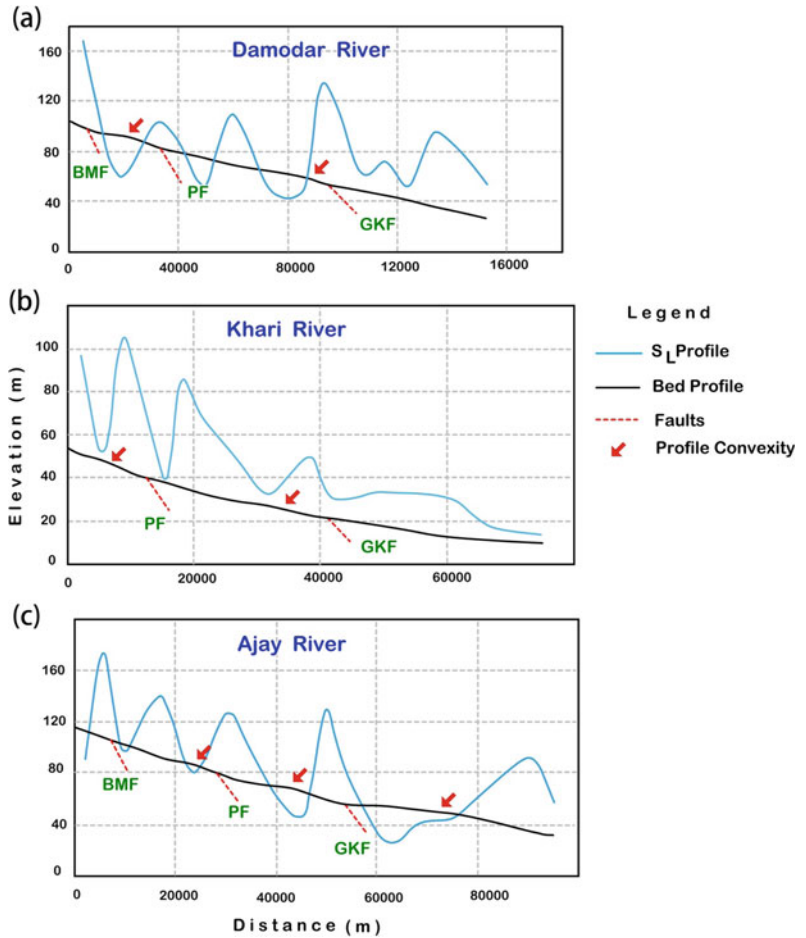 (a)
Damodar River
160
120
80
40
0
BMF
PF
GKF
0 40000 80000 12000 16000
(b)
Khari River
100
80
60
40
20
0
PF
GKF
0 20000 40000 60000
Elevation (m)
Legend
SL Profile
Bed Profile
Faults
Profile Convexity
(c)
Ajay River
160
120
80
40
0
BMF
PF
GKF
0 20000 40000 60000 80000
Distance (m)